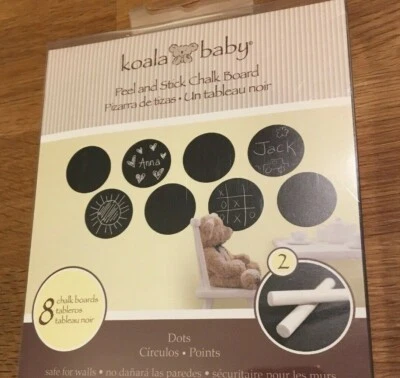 koala baby®
Peel and Stick Chalk Board
Pizarra de tizas • Un tableau noir
Anna
Jack
X
O X O
X O
2
8 chalk boards
tableros
tableau noir
Dots
Círculos • Points
safe for walls • no dañará las paredes • sécuritaire pour les murs